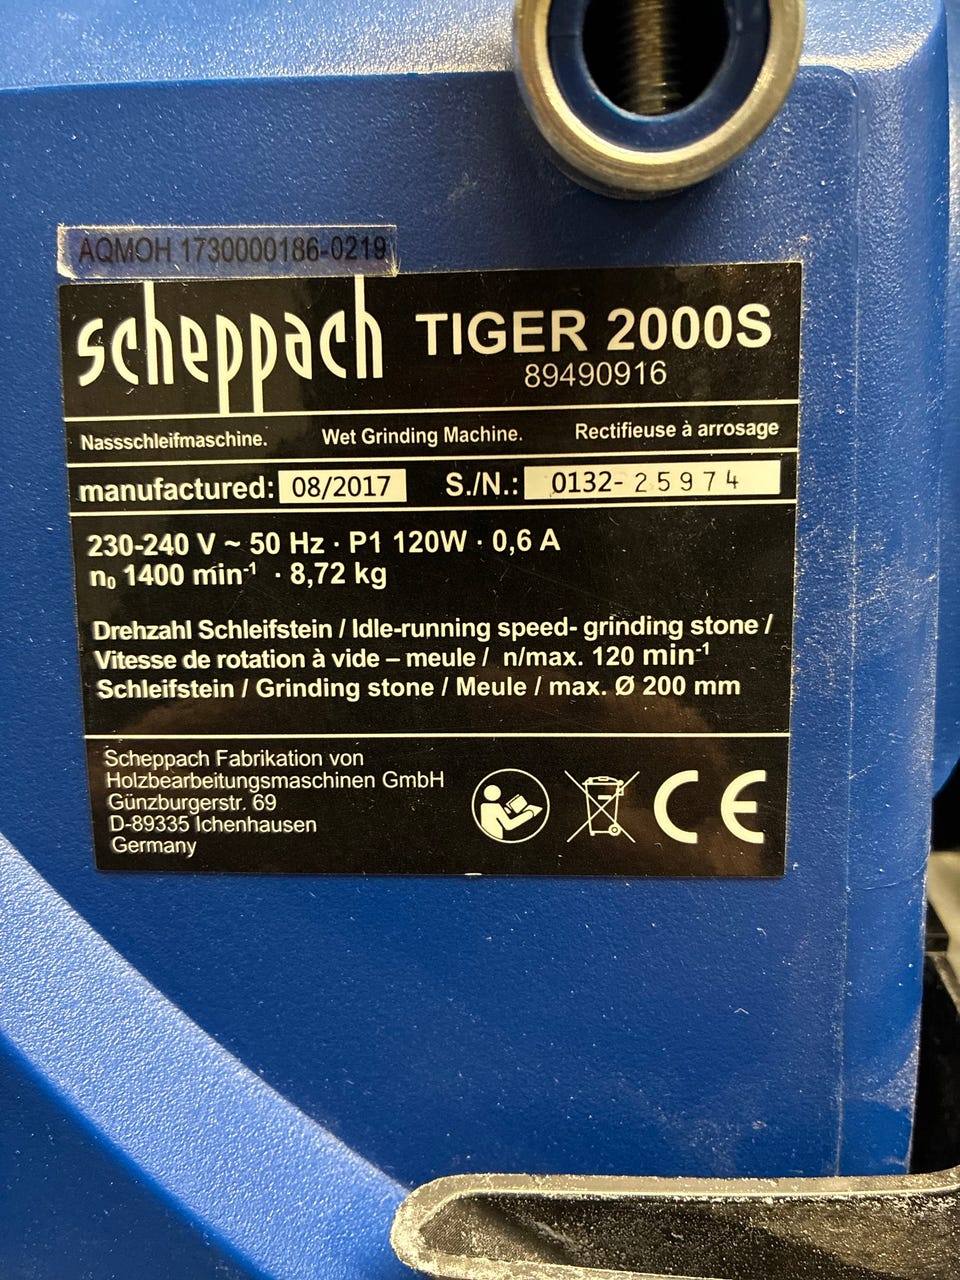 AQMOH 1730000186-0219
scheppach TIGER 2000S
89490916
Nassschleifmaschine. Wet Grinding Machine. Rectifieuse à arrosage
manufactured: 08/2017 S./N.: 0132-25974
230-240 V ~ 50 Hz · P1 120W · 0,6 A
n₀ 1400 min⁻¹ · 8,72 kg
Drehzahl Schleifstein / Idle-running speed- grinding stone /
Vitesse de rotation à vide – meule / n/max. 120 min⁻¹
Schleifstein / Grinding stone / Meule / max. Ø 200 mm
Scheppach Fabrikation von
Holzbearbeitungsmaschinen GmbH
Günzburgerstr. 69
D-89335 Ichenhausen
Germany
CE